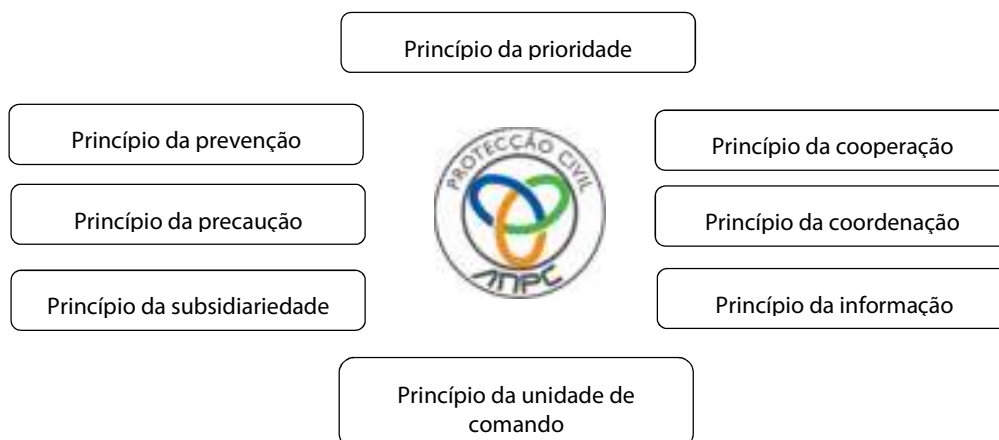 Princípio da prioridade
Princípio da prevenção
Princípio da cooperação
PROTECÇÃO CIVIL
Princípio da precaução
Princípio da coordenação
ANPC
Princípio da subsidiariedade
Princípio da informação
Princípio da unidade de
comando